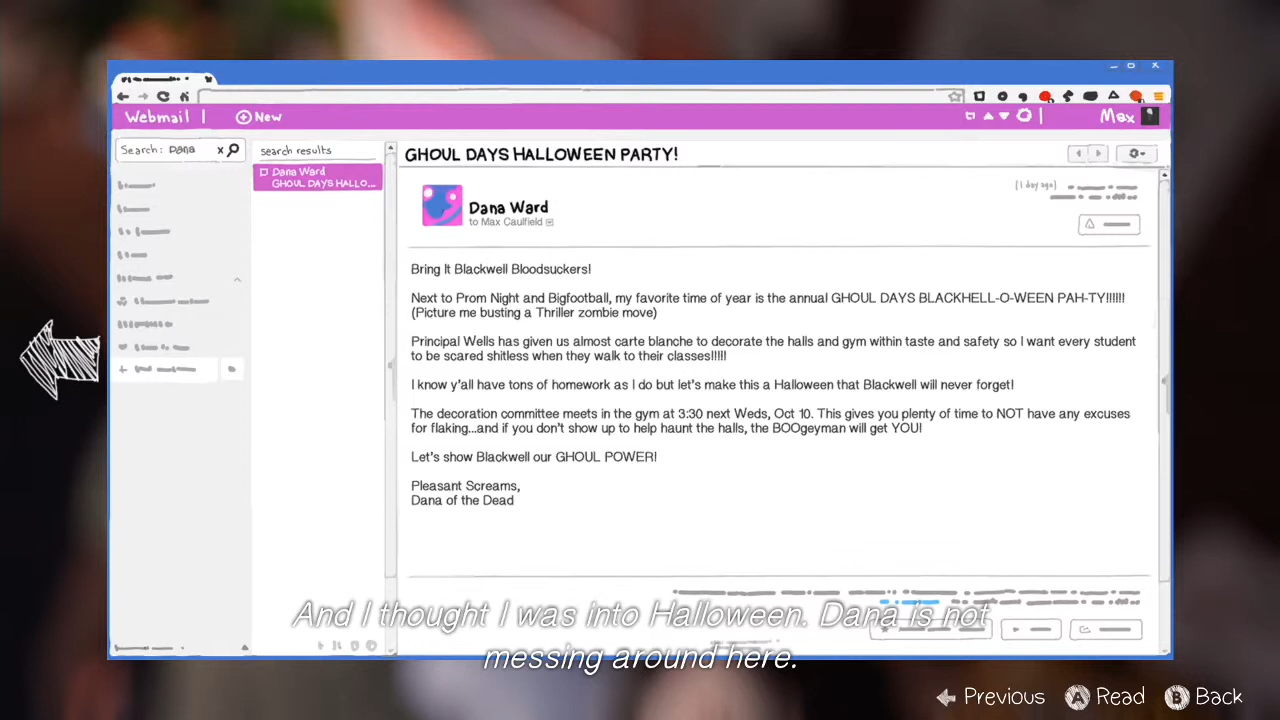 Webmail |
+ New
Max
Search: Dana x
search results
Dana Ward
GHOUL DAYS HALLO...
GHOUL DAYS HALLOWEEN PARTY!
[1 day ago]
Dana Ward
to Max Caulfield
Bring It Blackwell Bloodsuckers!
Next to Prom Night and Bigfootball, my favorite time of year is the annual GHOUL DAYS BLACKHELL-O-WEEN PAH-TY!!!!!!
(Picture me busting a Thriller zombie move)
Principal Wells has given us almost carte blanche to decorate the halls and gym within taste and safety so I want every student
to be scared shitless when they walk to their classes!!!!!
I know y'all have tons of homework as I do but let's make this a Halloween that Blackwell will never forget!
The decoration committee meets in the gym at 3:30 next Weds, Oct 10. This gives you plenty of time to NOT have any excuses
for flaking...and if you don't show up to help haunt the halls, the BOOgeyman will get YOU!
Let's show Blackwell our GHOUL POWER!
Pleasant Screams,
Dana of the Dead
And I thought I was into Halloween. Dana is not
messing around here.
Previous A Read B Back